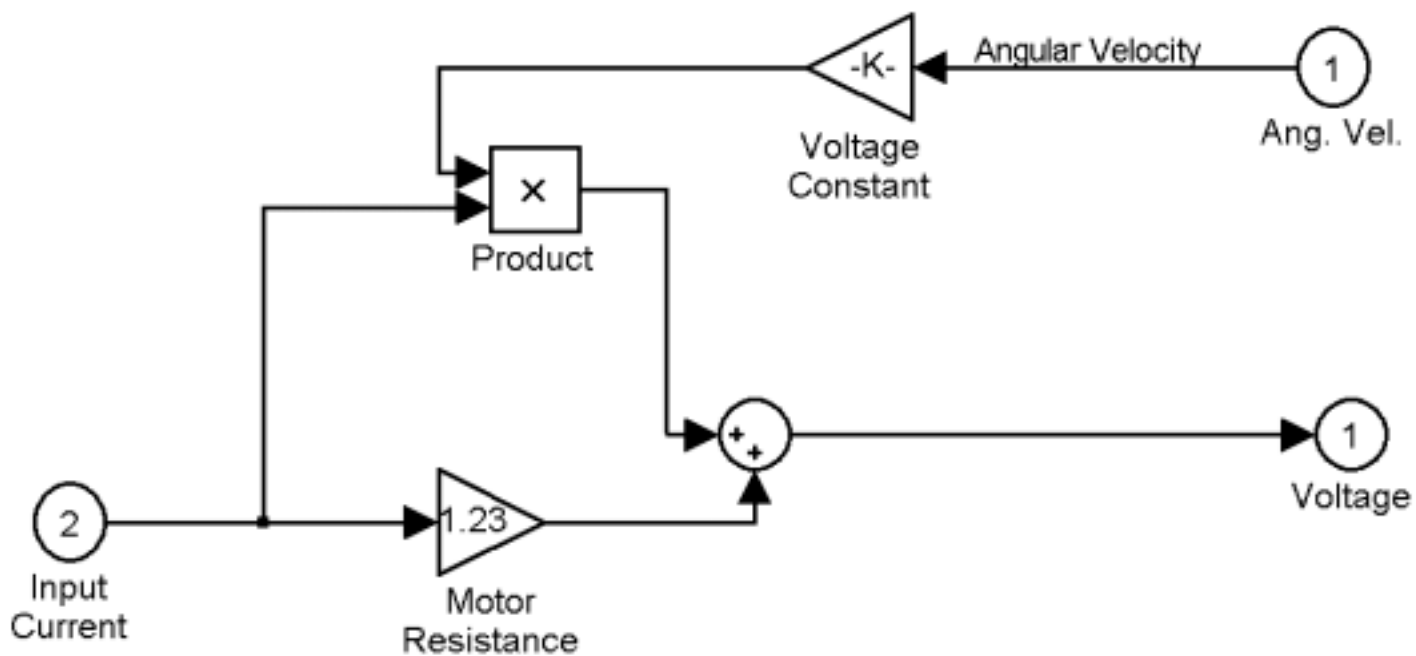 -K-
Angular Velocity
1
Ang. Vel.
Voltage
Constant
×
Product
+
+
1
Voltage
2
Input
Current
1.23
Motor
Resistance